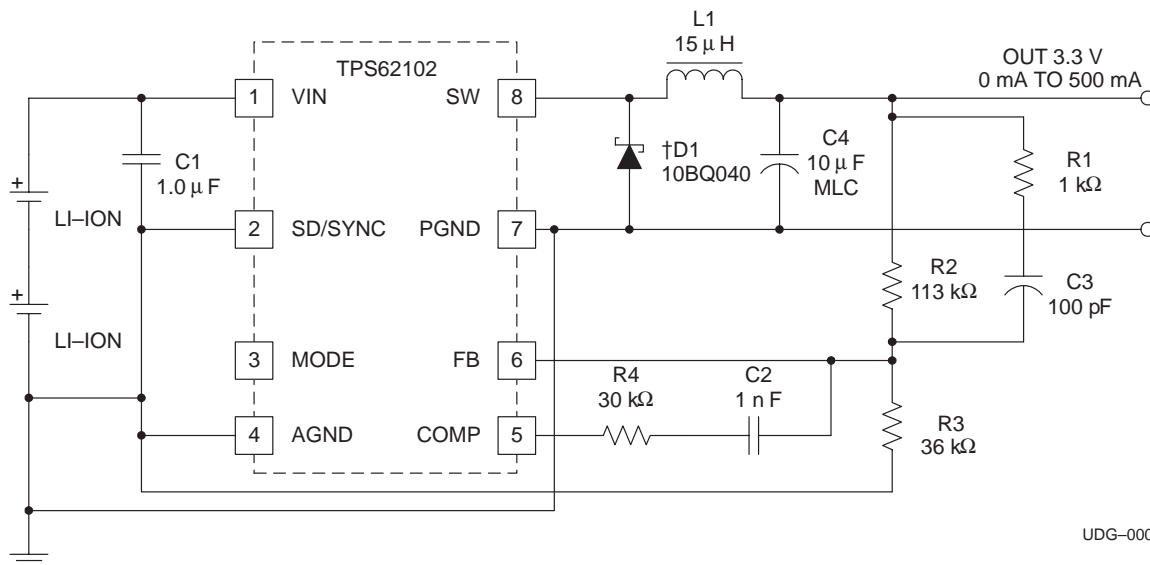 L1
15 μ H
OUT 3.3 V
0 mA TO 500 mA
TPS62102
1 VIN SW 8
C1
1.0 μ F
†D1
10BQ040
C4
10 μ F
MLC
R1
1 kΩ
+
LI–ION
2 SD/SYNC PGND 7
R2
113 kΩ
C3
100 pF
+
LI–ION
3 MODE FB 6
R4
30 kΩ
C2
1 n F
4 AGND COMP 5
R3
36 kΩ
UDG–000